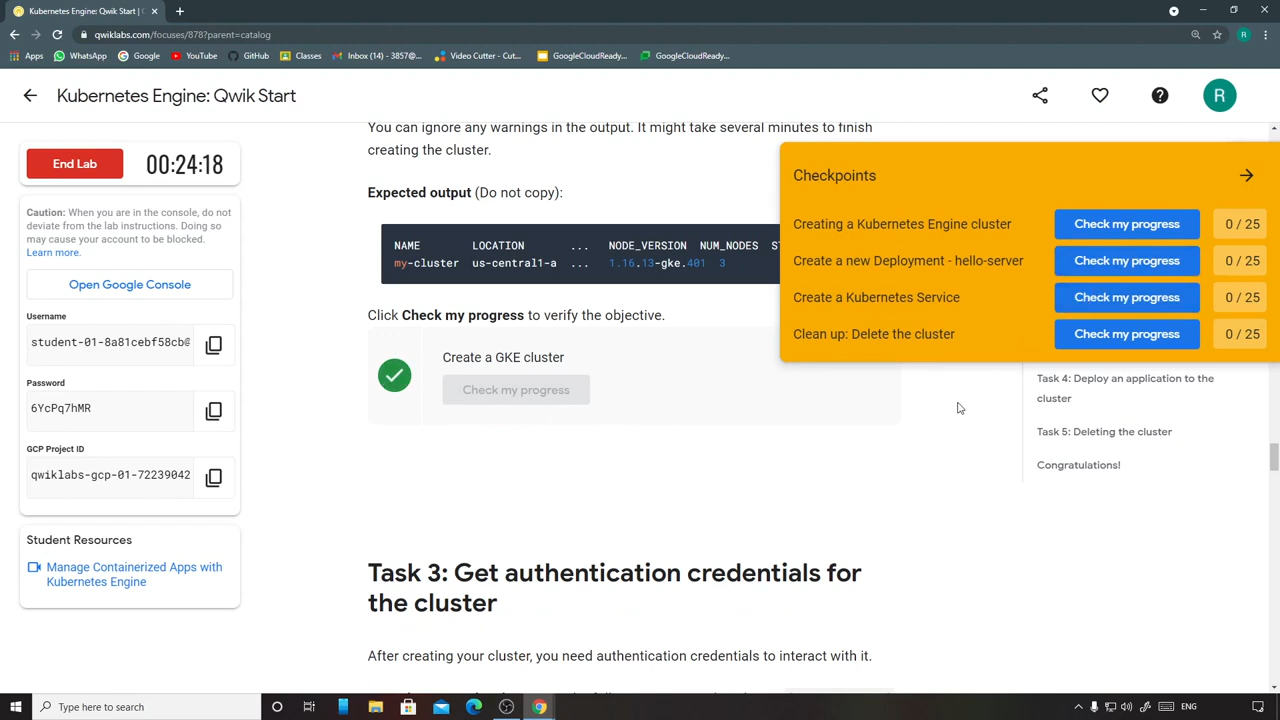 Kubernetes Engine: Qwik Start | C
qwiklabs.com/focuses/878?parent=catalog
R
Apps
WhatsApp
Google
YouTube
GitHub
Classes
Inbox (14) - 3857@...
Video Cutter - Cut...
GoogleCloudReady...
GoogleCloudReady...
Kubernetes Engine: Qwik Start
R
End Lab
00:24:18
Caution: When you are in the console, do not
deviate from the lab instructions. Doing so
may cause your account to be blocked.
Learn more.
Open Google Console
Username
student-01-8a81cebf58cb@
Password
6YcPq7hMR
GCP Project ID
qwiklabs-gcp-01-72239042
Student Resources
Manage Containerized Apps with
Kubernetes Engine
You can ignore any warnings in the output. It might take several minutes to finish
creating the cluster.
Expected output (Do not copy):
NAME LOCATION ... NODE_VERSION NUM_NODES ST
my-cluster us-central1-a ... 1.16.13-gke.401 3
Click Check my progress to verify the objective.
Create a GKE cluster
Check my progress
Task 3: Get authentication credentials for
the cluster
After creating your cluster, you need authentication credentials to interact with it.
Checkpoints
Creating a Kubernetes Engine cluster Check my progress 0 / 25
Create a new Deployment - hello-server Check my progress 0 / 25
Create a Kubernetes Service Check my progress 0 / 25
Clean up: Delete the cluster Check my progress 0 / 25
Task 4: Deploy an application to the
cluster
Task 5: Deleting the cluster
Congratulations!
Type here to search
ENG